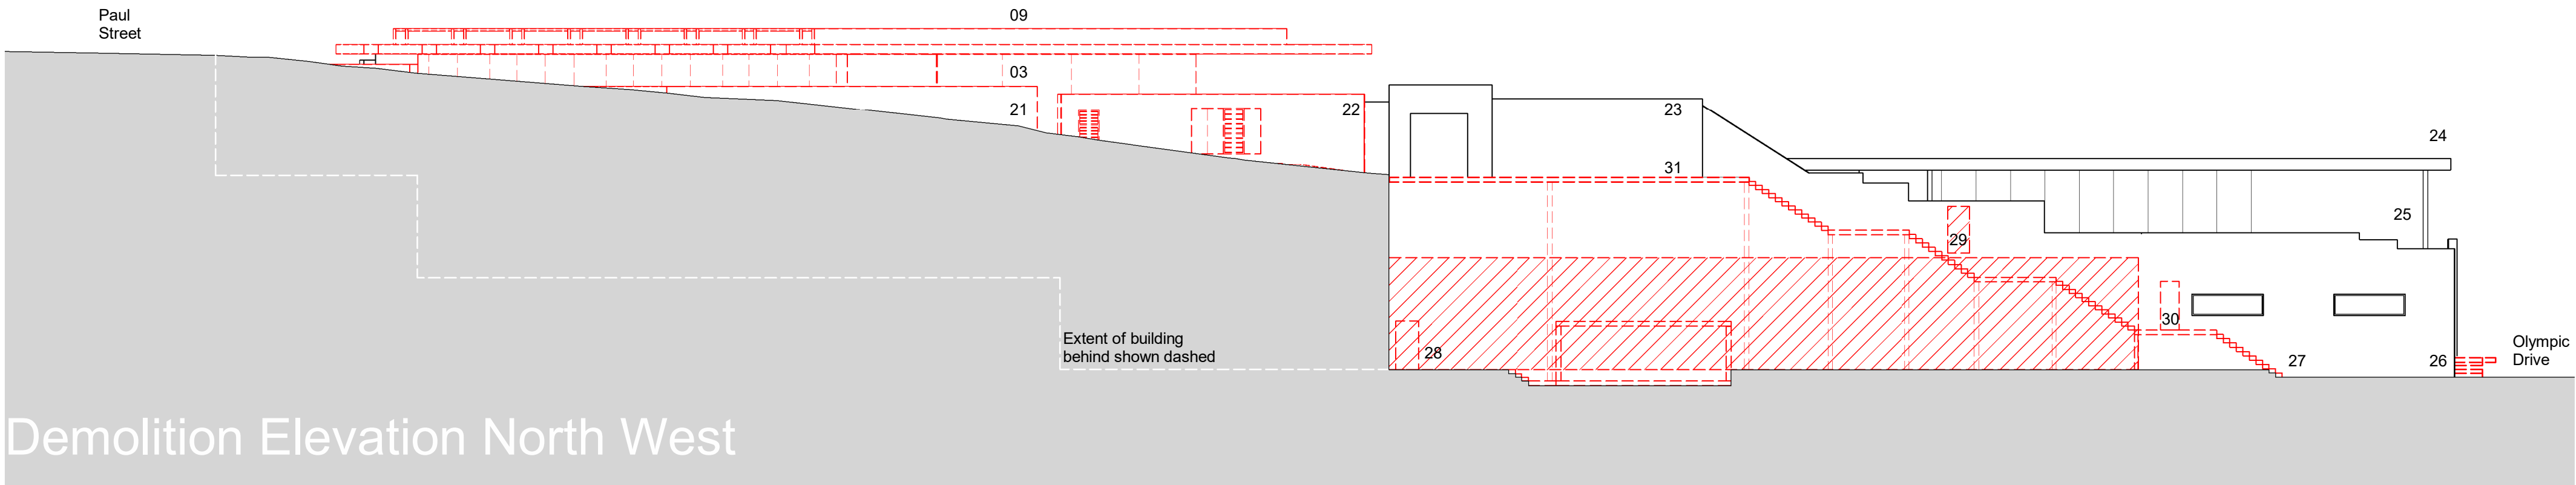 Paul
Street
09
03
21
22
23
31
24
25
29
30
28
27
26
Extent of building
behind shown dashed
Olympic
Drive
Demolition Elevation North West